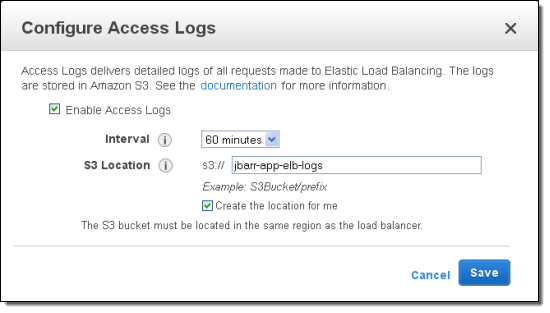 Configure Access Logs
Access Logs delivers detailed logs of all requests made to Elastic Load Balancing. The logs
are stored in Amazon S3. See the documentation for more information.
Enable Access Logs
Interval i 60 minutes
S3 Location i s3:// jbarr-app-elb-logs
Example: S3Bucket/prefix
Create the location for me
The S3 bucket must be located in the same region as the load balancer.
Cancel Save